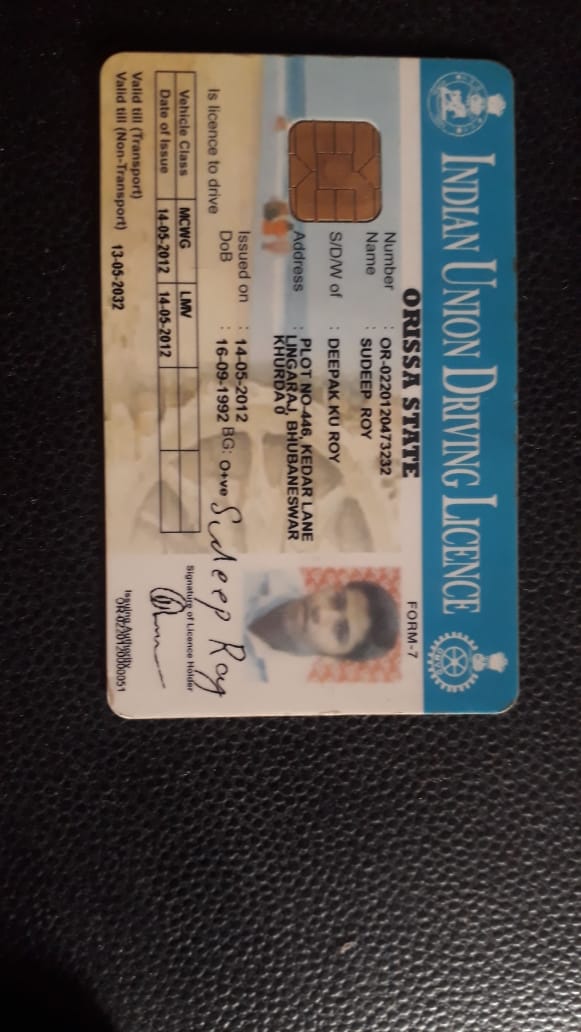 INDIAN UNION DRIVING LICENCE
ORISSA STATE
FORM-7
Number : OR-0220120473232
Name : SUDEEP ROY
S/D/W of : DEEPAK KU ROY
Address : PLOT NO-446, KEDAR LANE
LINGARAJ, BHUBANESWAR
KHURDA 0
Issued on : 14-05-2012
DoB : 16-09-1992 BG: O+ve
Sudeep Roy
Is licence to drive
Signature of Licence Holder
Vehicle Class MCWG LMV
Date of Issue 14-05-2012 14-05-2012
Valid till (Transport)
Valid till (Non-Transport) 13-05-2032
Issuing Authority